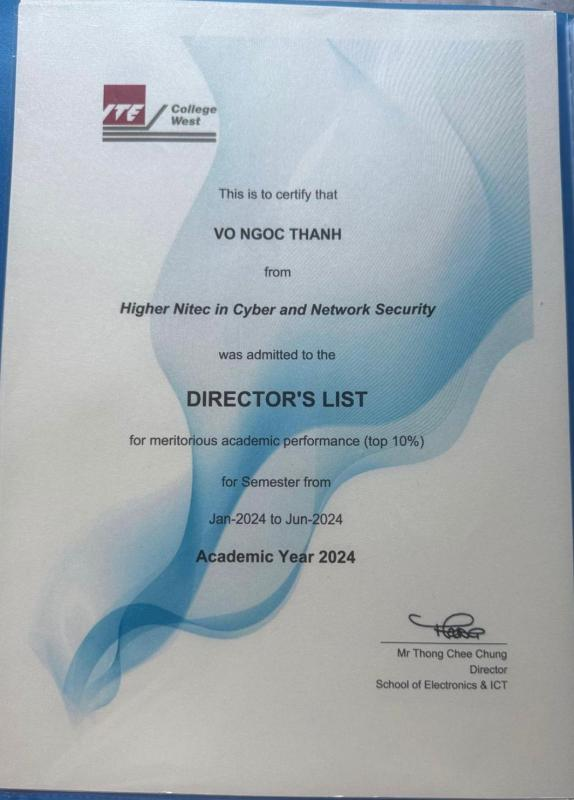 ITE College
West
This is to certify that
VO NGOC THANH
from
Higher Nitec in Cyber and Network Security
was admitted to the
DIRECTOR'S LIST
for meritorious academic performance (top 10%)
for Semester from
Jan-2024 to Jun-2024
Academic Year 2024
Mr Thong Chee Chung
Director
School of Electronics & ICT